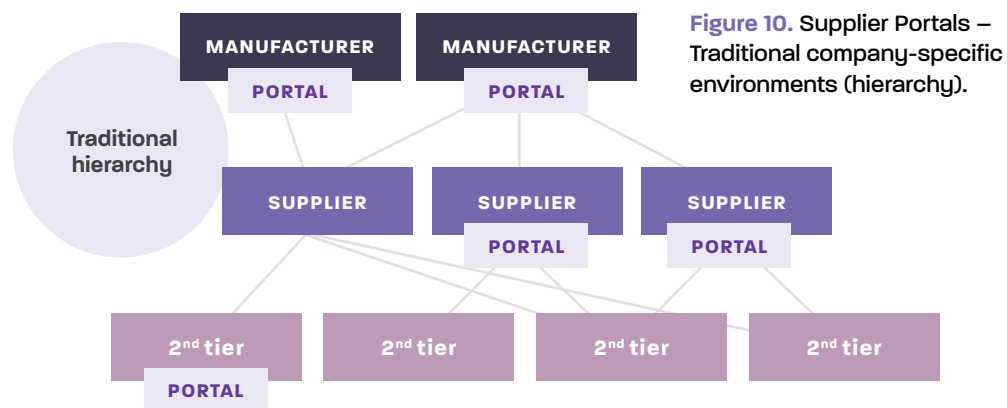 Figure 10. Supplier Portals –
Traditional company-specific
environments (hierarchy).
MANUFACTURER
MANUFACTURER
PORTAL
PORTAL
Traditional
hierarchy
SUPPLIER
SUPPLIER
SUPPLIER
PORTAL
PORTAL
2nd tier
2nd tier
2nd tier
2nd tier
PORTAL